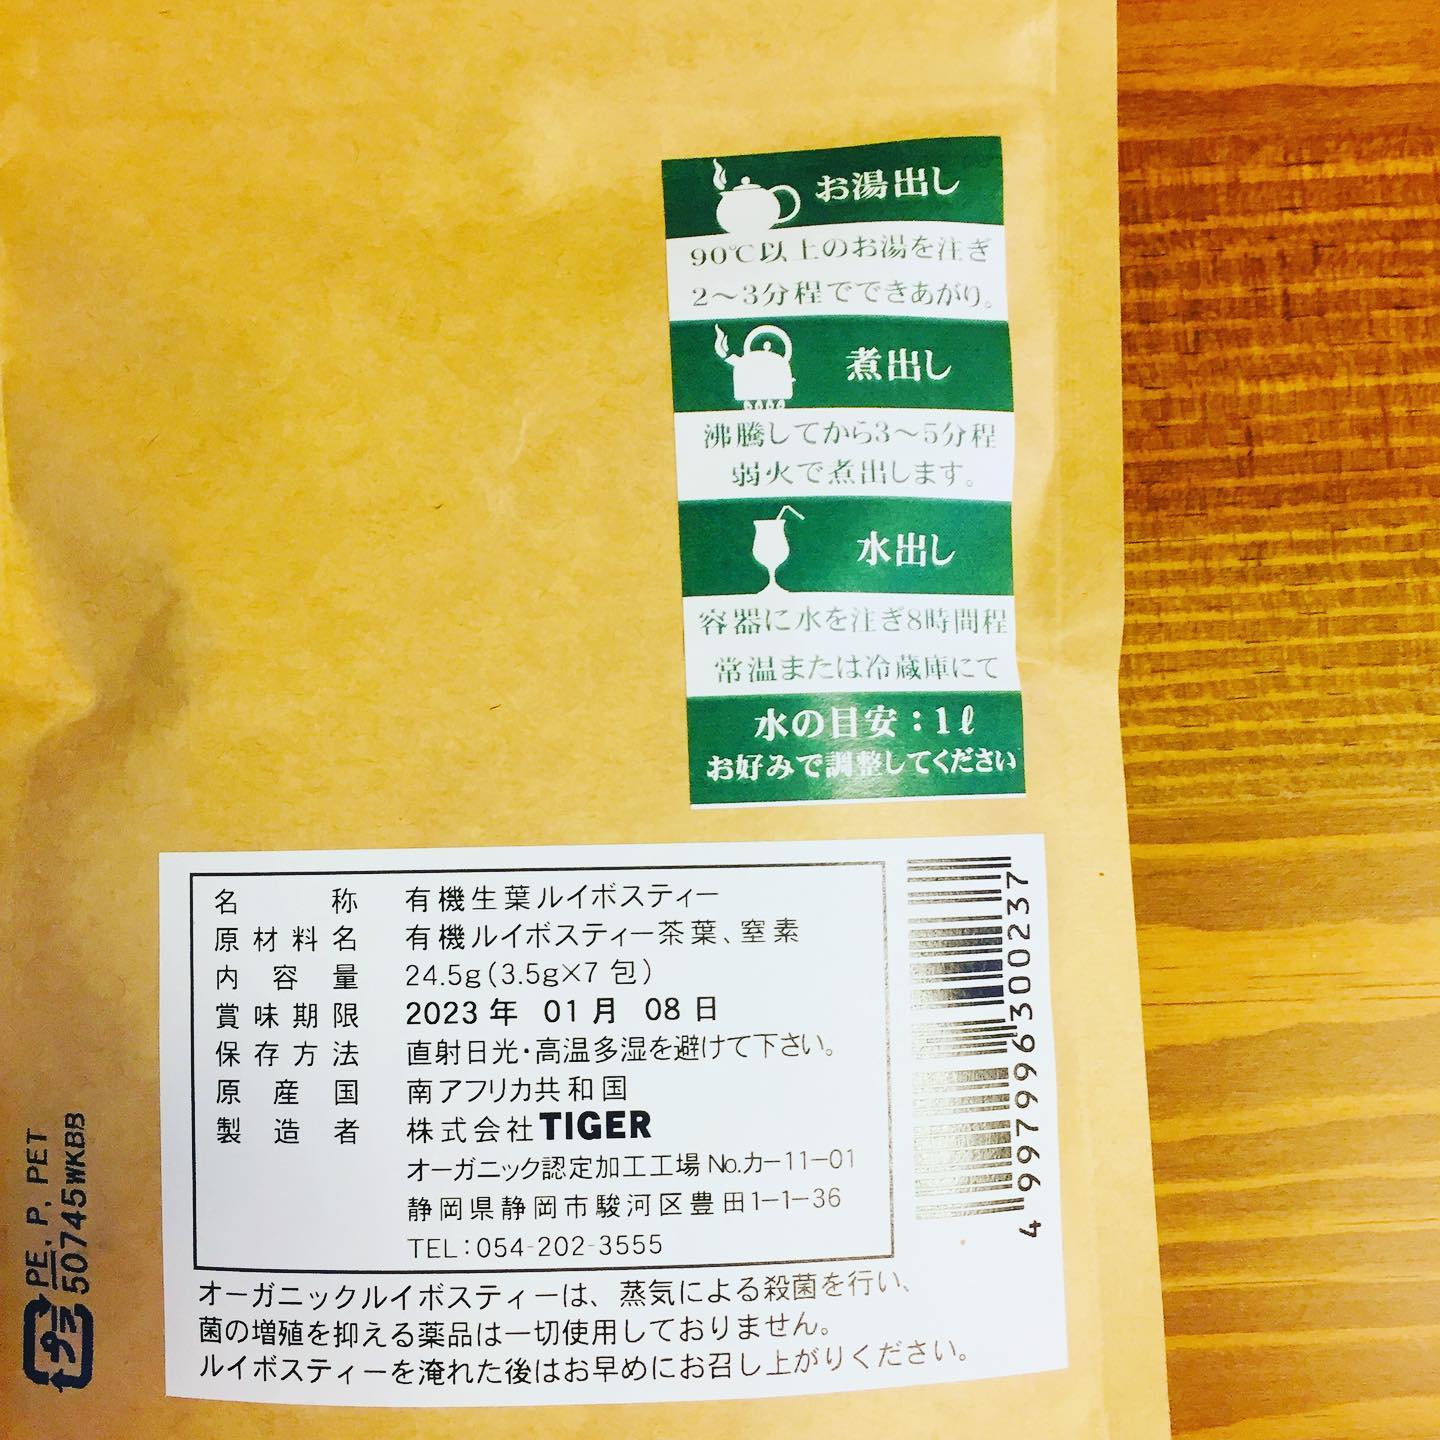 お湯出し
90℃以上のお湯を注ぎ
2〜3分程でできあがり。
煮出し
沸騰してから3〜5分程
弱火で煮出します。
水出し
容器に水を注ぎ8時間程
常温または冷蔵庫にて
水の目安：1ℓ
お好みで調整してください
名称 有機生葉ルイボスティー
原材料名 有機ルイボスティー茶葉、窒素
内容量 24.5g(3.5g×7 包)
賞味期限 2023年 01月 08日
保存方法 直射日光・高温多湿を避けて下さい。
原産国 南アフリカ共和国
製造者 株式会社TIGER
オーガニック認定加工工場 No.カ-11-01
静岡県静岡市駿河区豊田1-1-36
TEL:054-202-3555
オーガニックルイボスティーは、蒸気による殺菌を行い、
菌の増殖を抑える薬品は一切使用しておりません。
ルイボスティーを淹れた後はお早めにお召し上がりください。
4 997996 300237
プラ PE, P, PET
50745WKBB